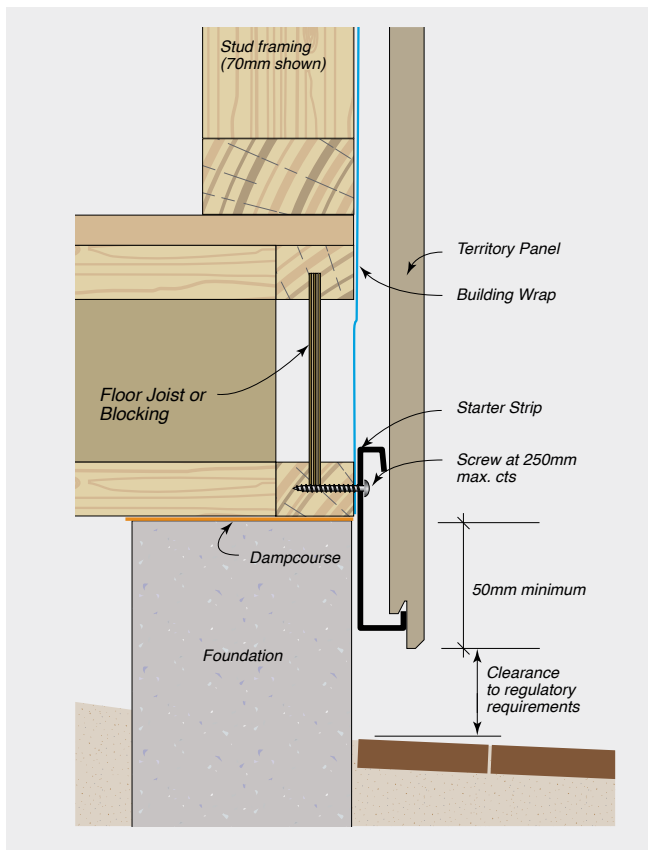 Stud framing
(70mm shown)
Territory Panel
Building Wrap
Floor Joist or
Blocking
Starter Strip
Screw at 250mm
max. cts
Dampcourse
50mm minimum
Foundation
Clearance
to regulatory
requirements